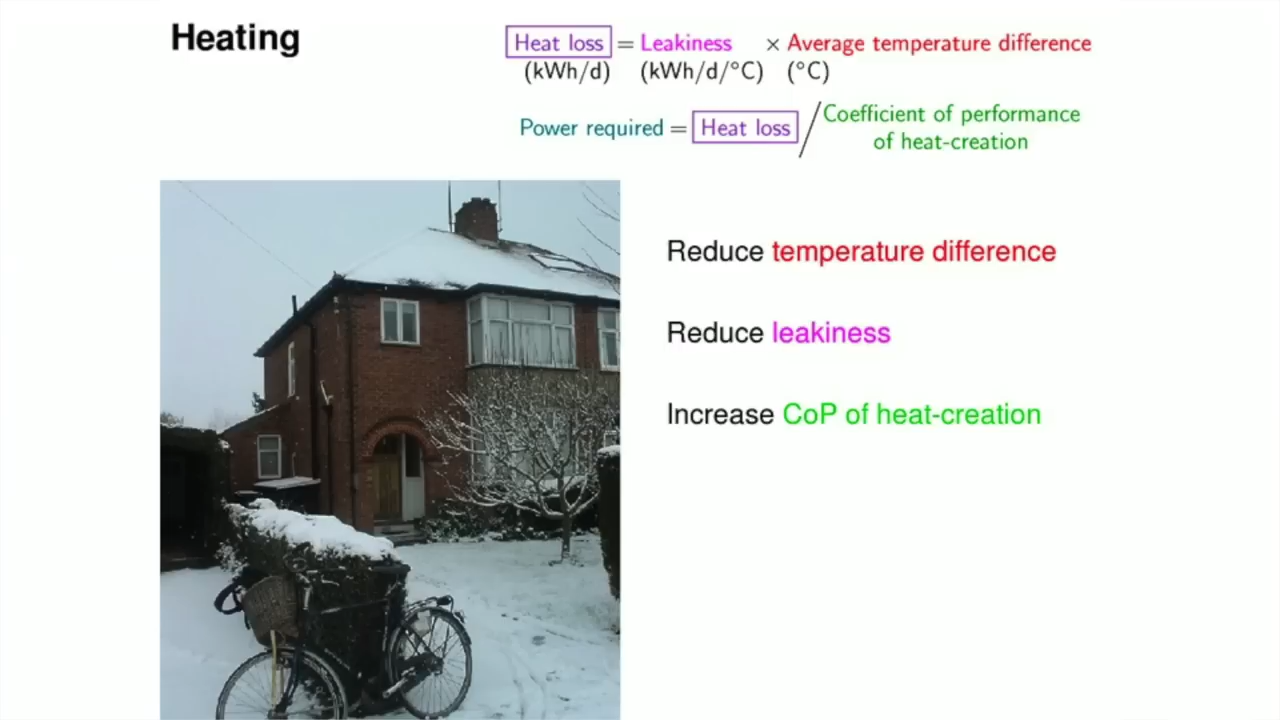 Heating
Heat loss = Leakiness × Average temperature difference
(kWh/d) (kWh/d/°C) (°C)
Power required = Heat loss / Coefficient of performance
of heat-creation
Reduce temperature difference
Reduce leakiness
Increase CoP of heat-creation